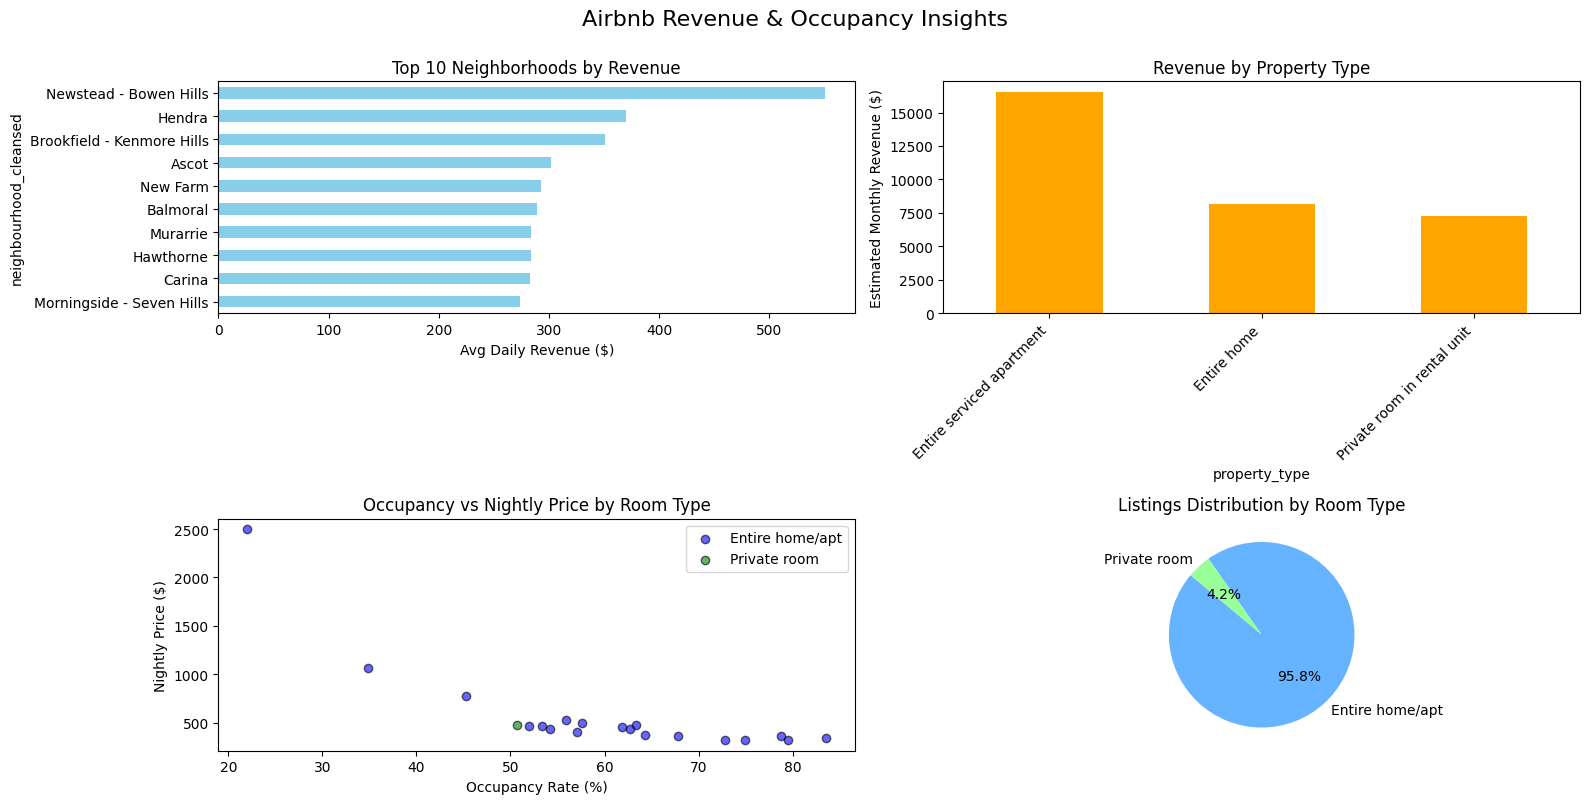 Airbnb Revenue & Occupancy Insights
Top 10 Neighborhoods by Revenue
neighbourhood_cleansed
Newstead - Bowen Hills
Hendra
Brookfield - Kenmore Hills
Ascot
New Farm
Balmoral
Murarrie
Hawthorne
Carina
Morningside - Seven Hills
0 100 200 300 400 500
Avg Daily Revenue ($)
Revenue by Property Type
Estimated Monthly Revenue ($)
15000
12500
10000
7500
5000
2500
0
Entire serviced apartment
Entire home
Private room in rental unit
property_type
Occupancy vs Nightly Price by Room Type
Nightly Price ($)
2500
2000
1500
1000
500
Entire home/apt
Private room
20 30 40 50 60 70 80
Occupancy Rate (%)
Listings Distribution by Room Type
Private room
4.2%
95.8%
Entire home/apt